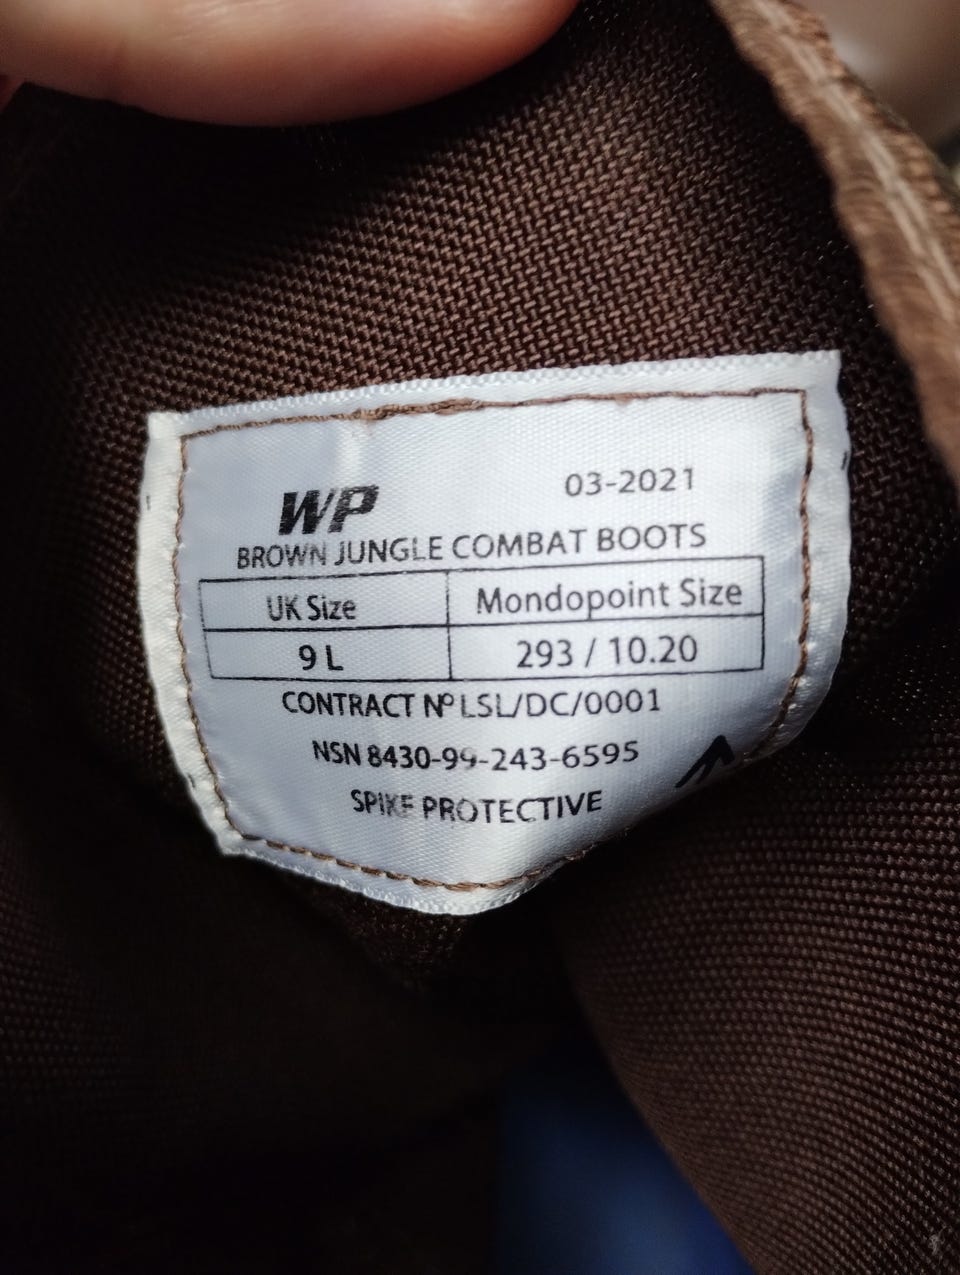 WP 03-2021
BROWN JUNGLE COMBAT BOOTS
UK Size Mondopoint Size
9 L 293 / 10.20
CONTRACT Nº LSL/DC/0001
NSN 8430-99-243-6595
SPIKE PROTECTIVE